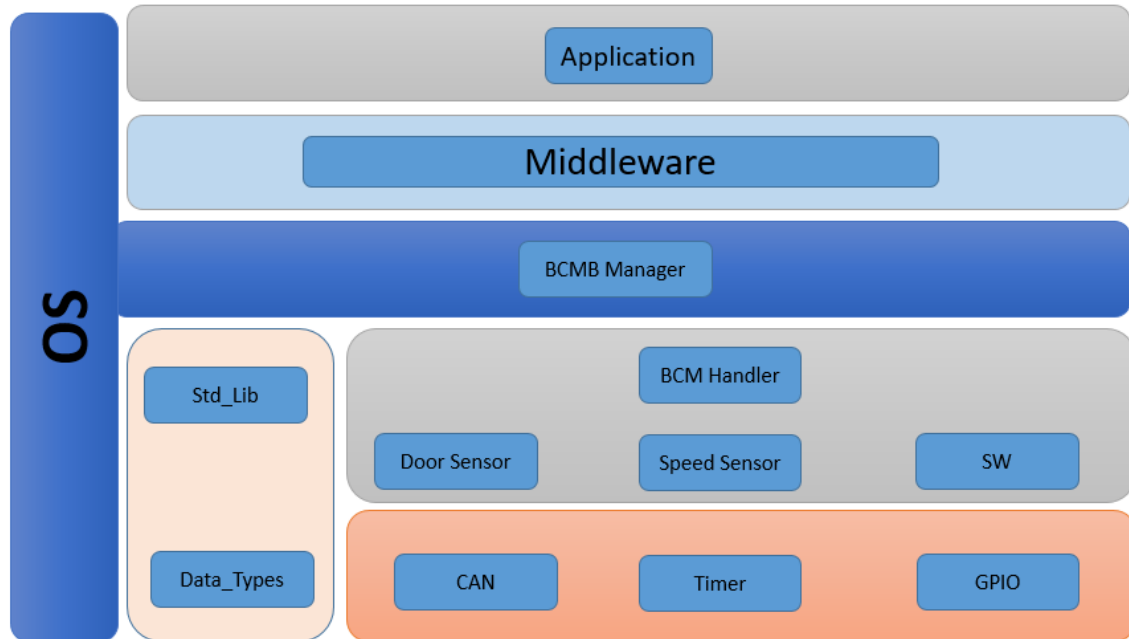 Application
Middleware
BCMB Manager
OS
Std_Lib
BCM Handler
Door Sensor
Speed Sensor
SW
Data_Types
CAN
Timer
GPIO